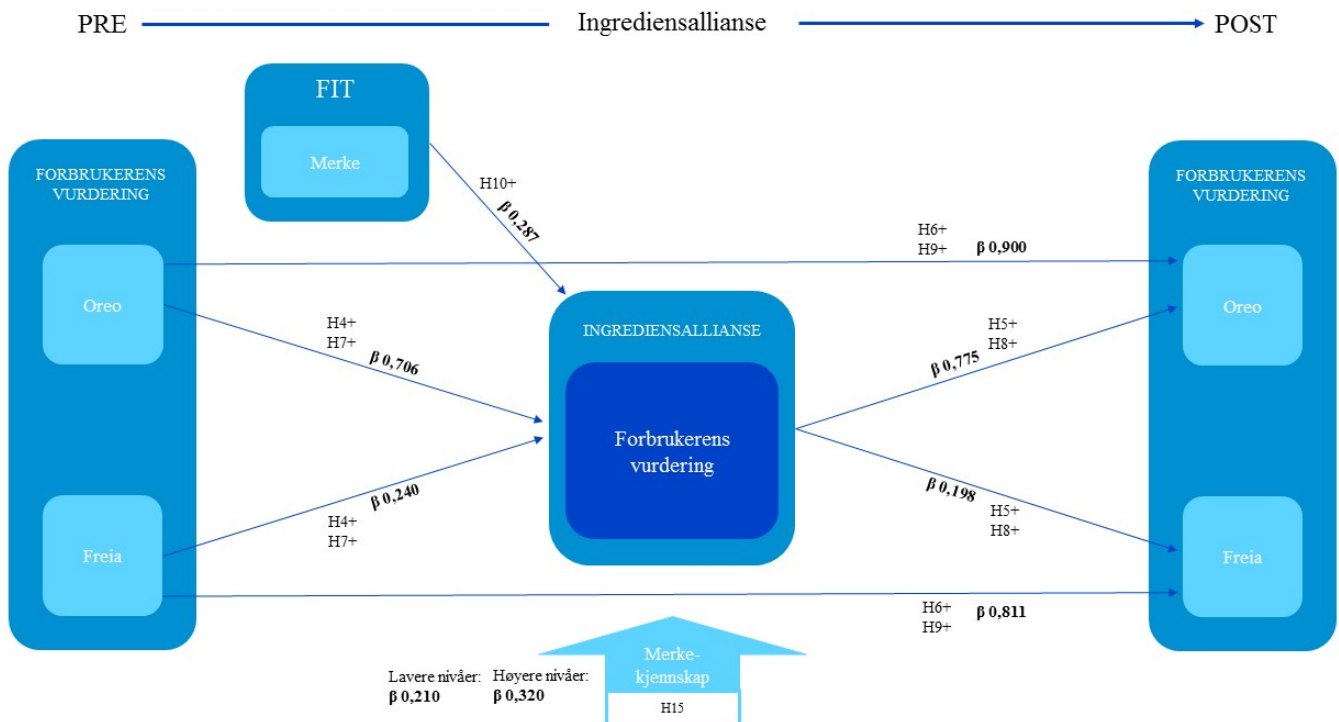 PRE
Ingrediensallianse
POST
FIT
Merke
FORBRUKERENS
VURDERING
Oreo
Freia
H10+
β 0,287
H4+
H7+
β 0,706
β 0,240
H4+
H7+
INGREDIENSALLIANSE
Forbrukerens
vurdering
H6+
H9+
β 0,900
H5+
H8+
β 0,775
β 0,198
H5+
H8+
H6+
H9+
β 0,811
FORBRUKERENS
VURDERING
Oreo
Freia
Lavere nivåer:
β 0,210
Høyere nivåer:
β 0,320
Merke-
kjennskap
H15